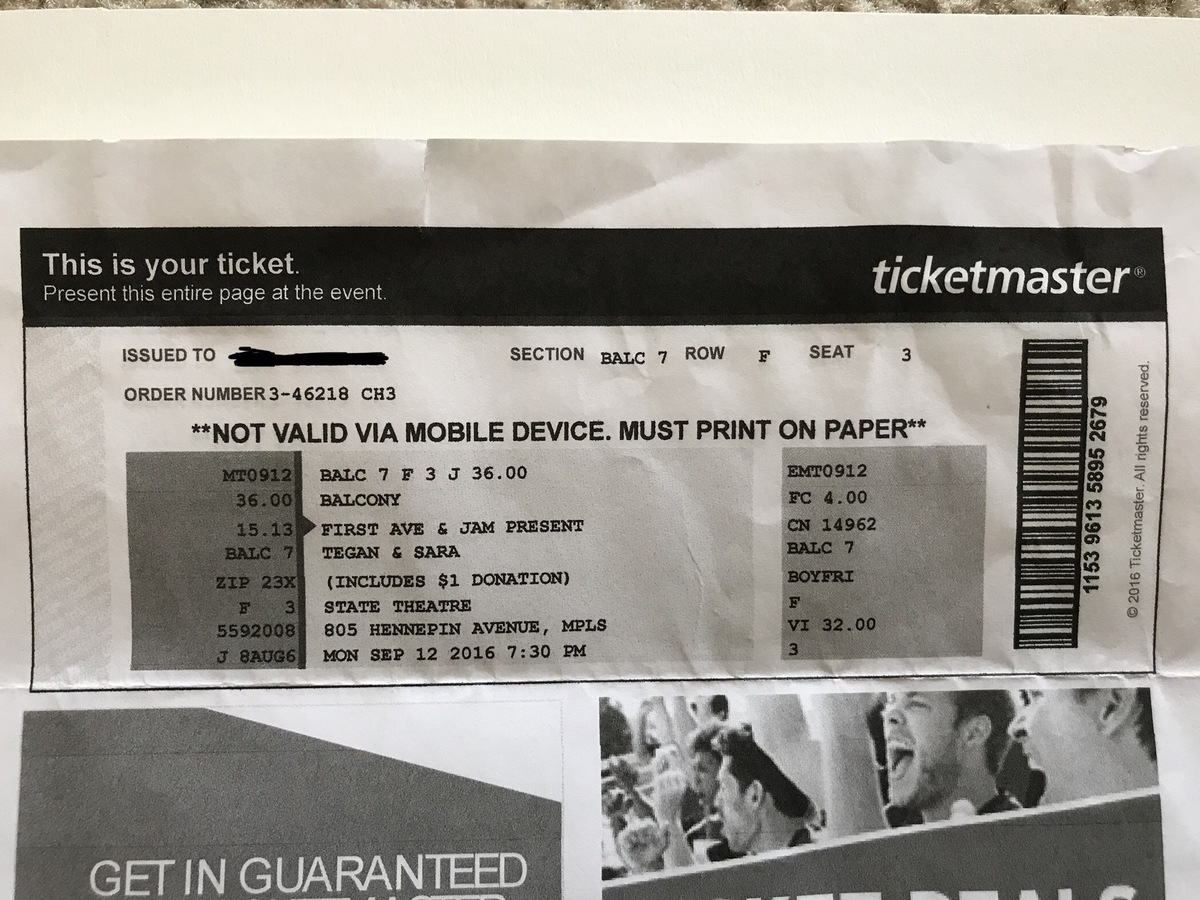 This is your ticket.
Present this entire page at the event.
ticketmaster®
ISSUED TO
SECTION BALC 7 ROW F SEAT 3
ORDER NUMBER 3-46218 CH3
**NOT VALID VIA MOBILE DEVICE. MUST PRINT ON PAPER**
MT0912 BALC 7 F 3 J 36.00 EMT0912
36.00 BALCONY FC 4.00
15.13 FIRST AVE & JAM PRESENT CN 14962
BALC 7 TEGAN & SARA BALC 7
ZIP 23X (INCLUDES $1 DONATION) BOYFRI
F 3 STATE THEATRE F
5592008 805 HENNEPIN AVENUE, MPLS VI 32.00
J 8AUG6 MON SEP 12 2016 7:30 PM 3
1153 9613 5895 2679
© 2016 Ticketmaster. All rights reserved.
GET IN GUARANTEED